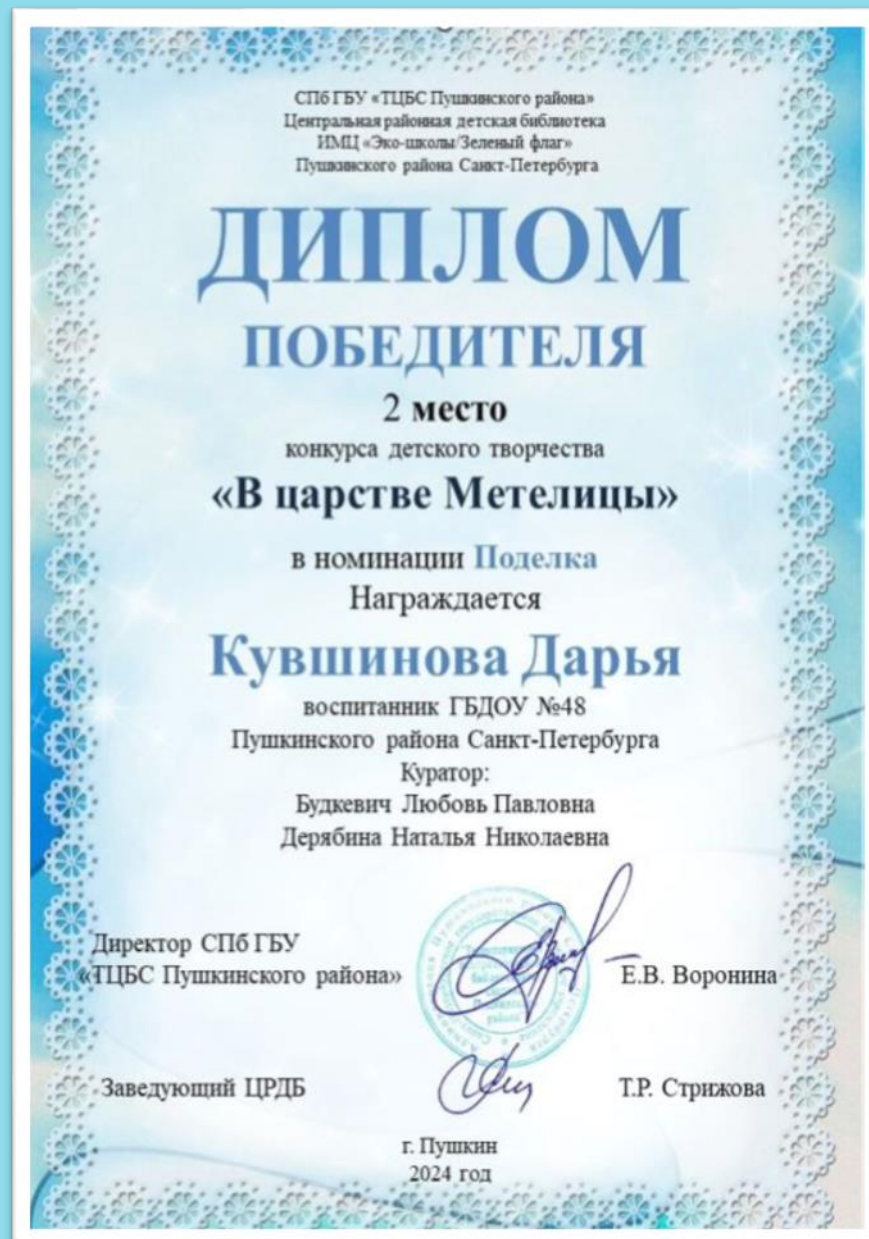 СПб ГБУ «ТЦБС Пушкинского района»
Центральная районная детская библиотека
ИМЦ «Эко-школы/Зеленый флаг»
Пушкинского района Санкт-Петербурга
ДИПЛОМ
ПОБЕДИТЕЛЯ
2 место
конкурса детского творчества
«В царстве Метелицы»
в номинации Поделка
Награждается
Кувшинова Дарья
воспитанник ГБДОУ №48
Пушкинского района Санкт-Петербурга
Куратор:
Будкевич Любовь Павловна
Дерябина Наталья Николаевна
Директор СПб ГБУ
«ТЦБС Пушкинского района»
Е.В. Воронина
Заведующий ЦРДБ
Т.Р. Стрижова
г. Пушкин
2024 год